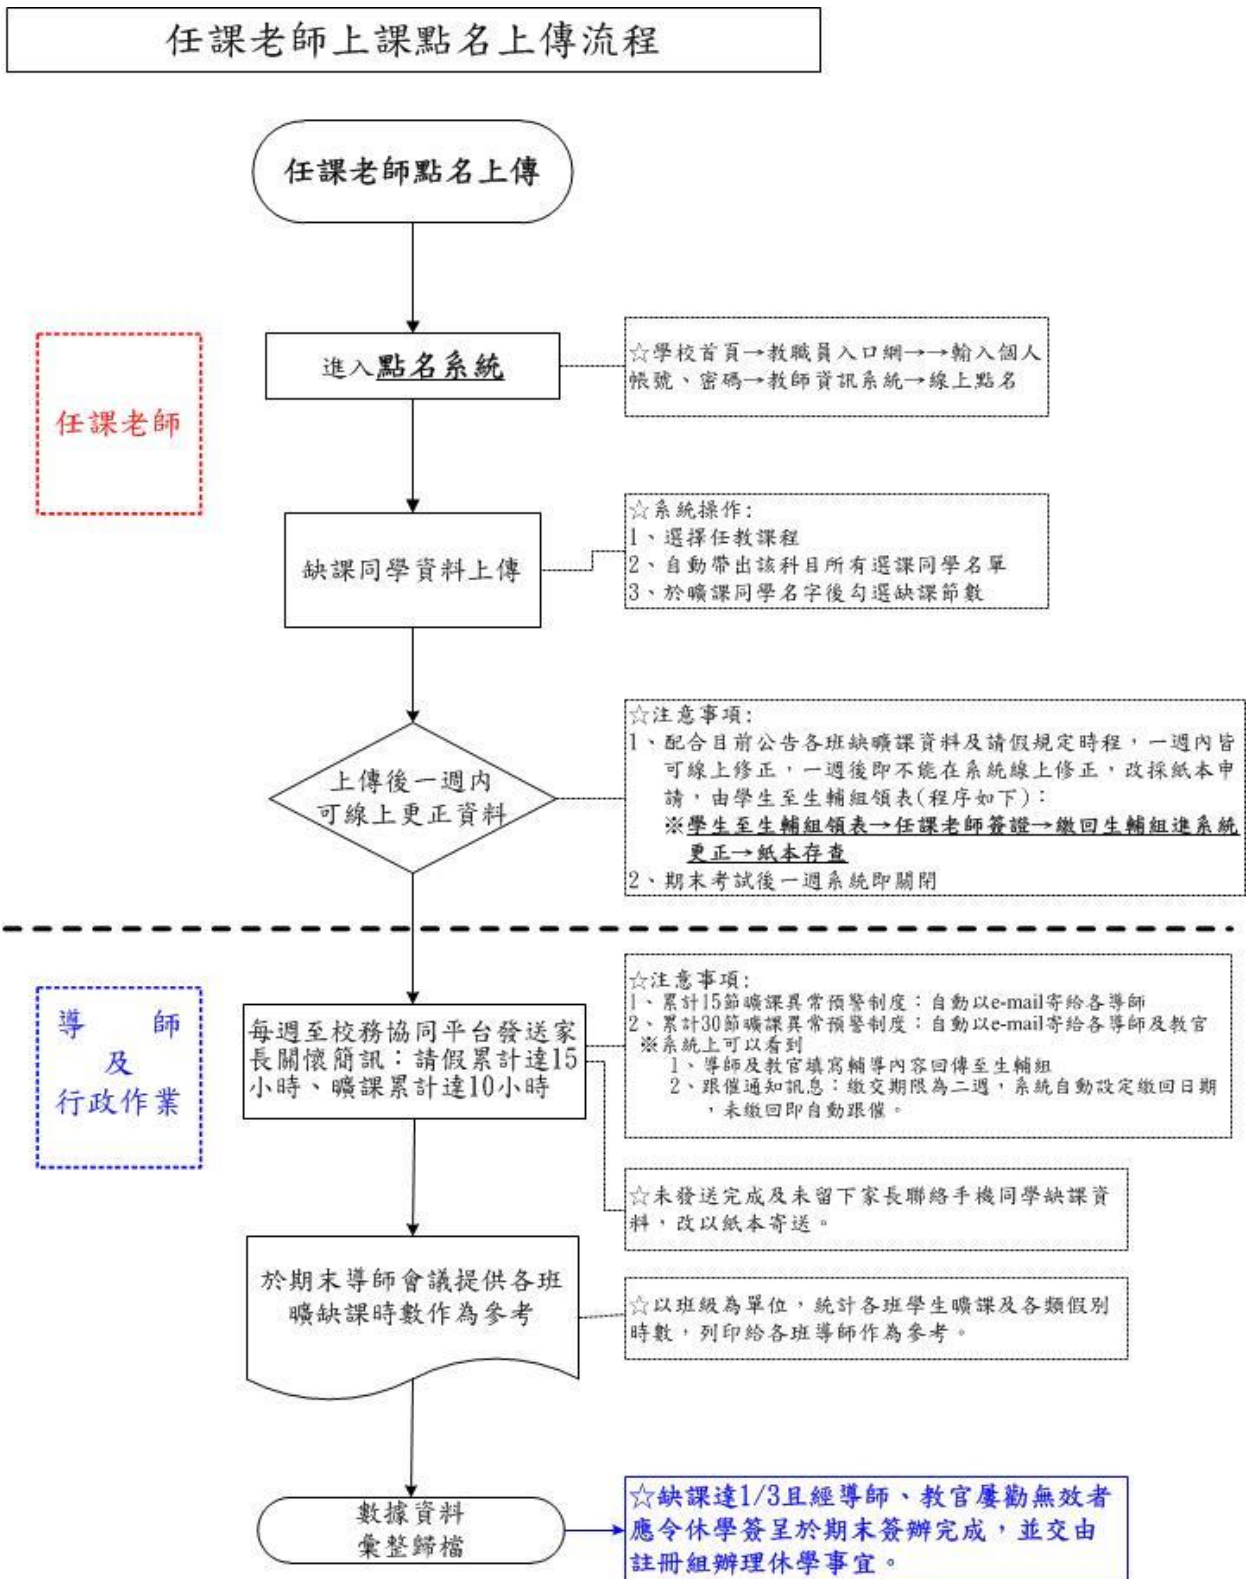 任課老師上課點名上傳流程
任課老師點名上傳
任課老師
進入點名系統
☆學校首頁→教職員入口網→→輸入個人
帳號、密碼→教師資訊系統→線上點名
缺課同學資料上傳
☆系統操作:
1、選擇任教課程
2、自動帶出該科目所有選課同學名單
3、於曠課同學名字後勾選缺課節數
上傳後一週內
可線上更正資料
☆注意事項:
1、配合目前公告各班缺曠課資料及請假規定時程，一週內皆
可線上修正，一週後即不能在系統線上修正，改採紙本申
請，由學生至生輔組領表(程序如下)：
※學生至生輔組領表→任課老師簽證→繳回生輔組進系統
更正→紙本存查
2、期末考試後一週系統即關閉
導　　師
及
行政作業
每週至校務協同平台發送家
長關懷簡訊：請假累計達15
小時、曠課累計達10小時
☆注意事項:
1、累計15節曠課異常預警制度：自動以e-mail寄給各導師
2、累計30節曠課異常預警制度：自動以e-mail寄給各導師及教官
※系統上可以看到
1、導師及教官填寫輔導內容回傳至生輔組
2、跟催通知訊息：繳交期限為二週，系統自動設定繳回日期
，未繳回即自動跟催。
☆未發送完成及未留下家長聯絡手機同學缺課資
料，改以紙本寄送。
於期末導師會議提供各班
曠缺課時數作為參考
☆以班級為單位，統計各班學生曠課及各類假別
時數，列印給各班導師作為參考。
數據資料
彙整歸檔
☆缺課達1/3且經導師、教官屢勸無效者
應令休學簽呈於期末簽辦完成，並交由
註冊組辦理休學事宜。